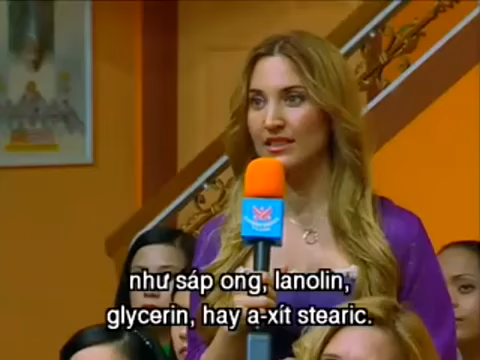 như sáp ong, lanolin,
glycerin, hay a-xít stearic.